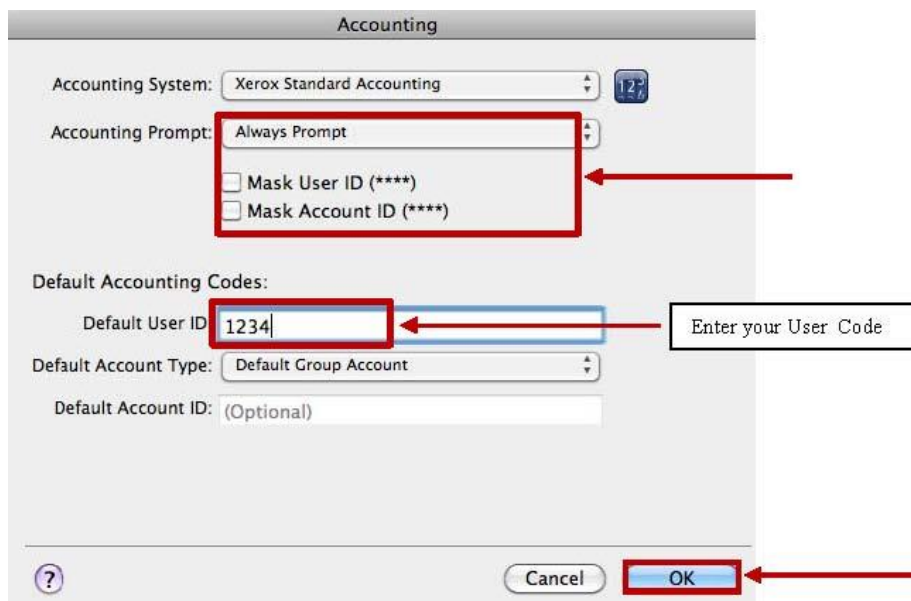 Accounting
Accounting System: Xerox Standard Accounting
Accounting Prompt: Always Prompt
Mask User ID (****)
Mask Account ID (****)
Default Accounting Codes:
Default User ID 1234
Enter your User Code
Default Account Type: Default Group Account
Default Account ID: (Optional)
? Cancel OK